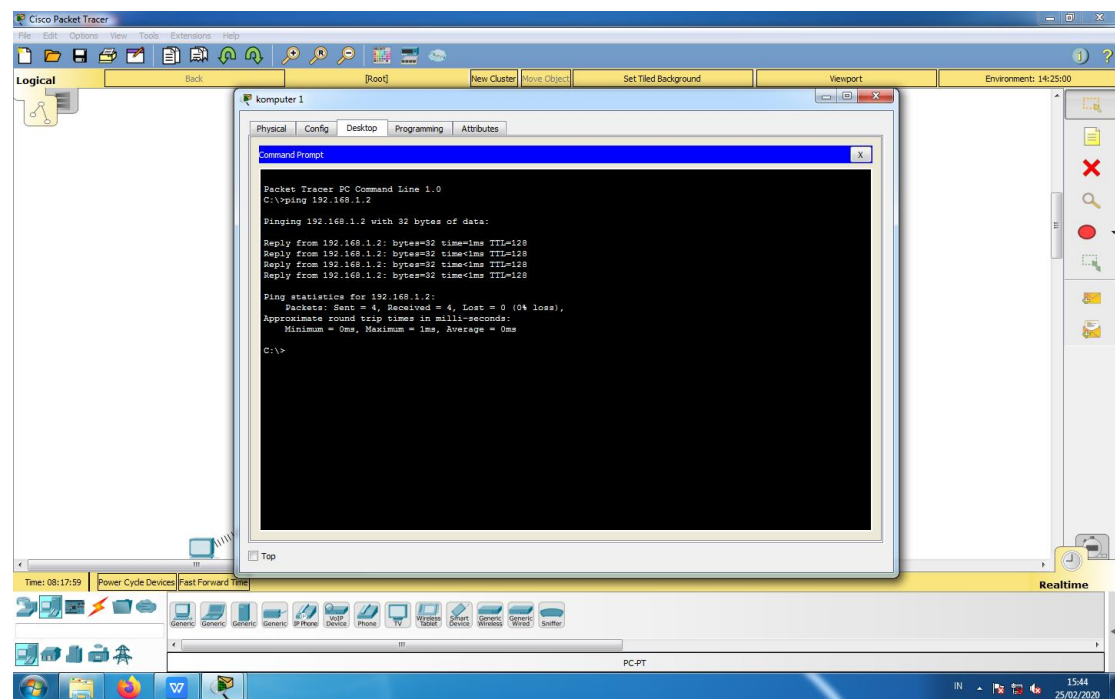 Cisco Packet Tracer
File Edit Options View Tools Extensions Help
Logical
Back
[Root]
New Cluster
Move Object
Set Tiled Background
Viewport
Environment: 14:25:00
komputer 1
Physical
Config
Desktop
Programming
Attributes
Command Prompt
X
Packet Tracer PC Command Line 1.0
C:\>ping 192.168.1.2
Pinging 192.168.1.2 with 32 bytes of data:
Reply from 192.168.1.2: bytes=32 time=1ms TTL=128
Reply from 192.168.1.2: bytes=32 time<1ms TTL=128
Reply from 192.168.1.2: bytes=32 time<1ms TTL=128
Reply from 192.168.1.2: bytes=32 time<1ms TTL=128
Ping statistics for 192.168.1.2:
Packets: Sent = 4, Received = 4, Lost = 0 (0% loss),
Approximate round trip times in milli-seconds:
Minimum = 0ms, Maximum = 1ms, Average = 0ms
C:\>
Top
Time: 08:17:59
Power Cycle Devices
Fast Forward Time
Realtime
Generic
Generic
Generic
Generic
IP Phone
VoIP Device
Phone
TV
Wireless Tablet
Smart Device
Generic Wireless
Generic Wired
Sniffer
PC-PT
IN
15:44
25/02/2020